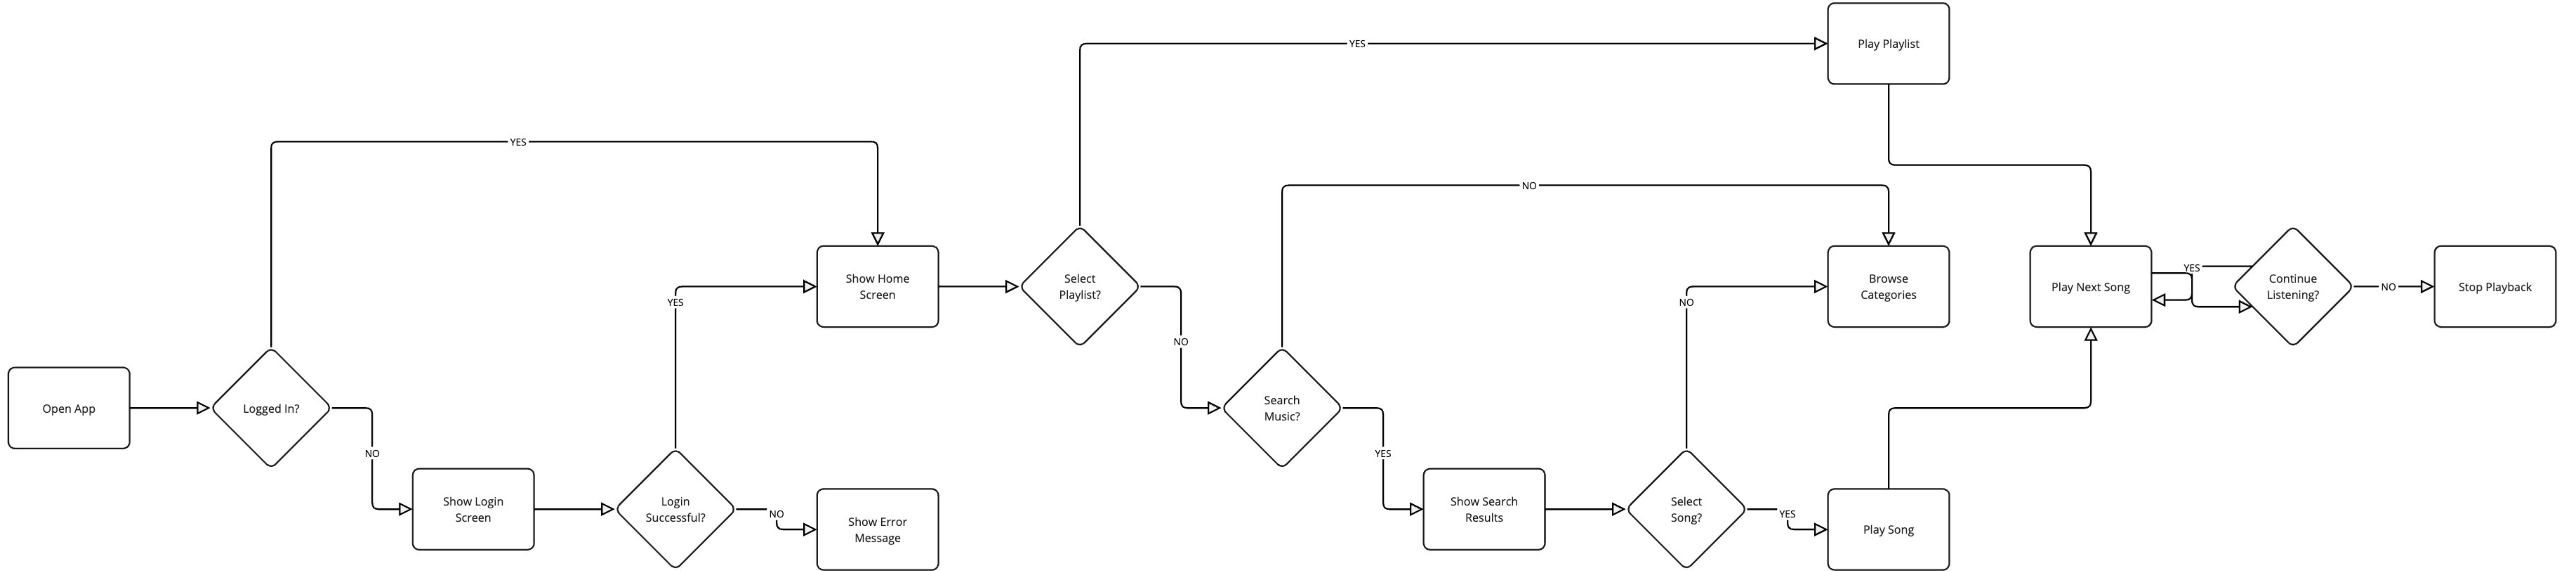 Play Playlist
YES
YES
NO
Show Home
Screen
Select
Playlist?
Browse
Categories
Play Next Song
YES
Continue
Listening?
NO
Stop Playback
YES
NO
NO
Open App
Logged In?
Search
Music?
NO
YES
Show Login
Screen
Login
Successful?
NO
Show Error
Message
Show Search
Results
Select
Song?
YES
Play Song